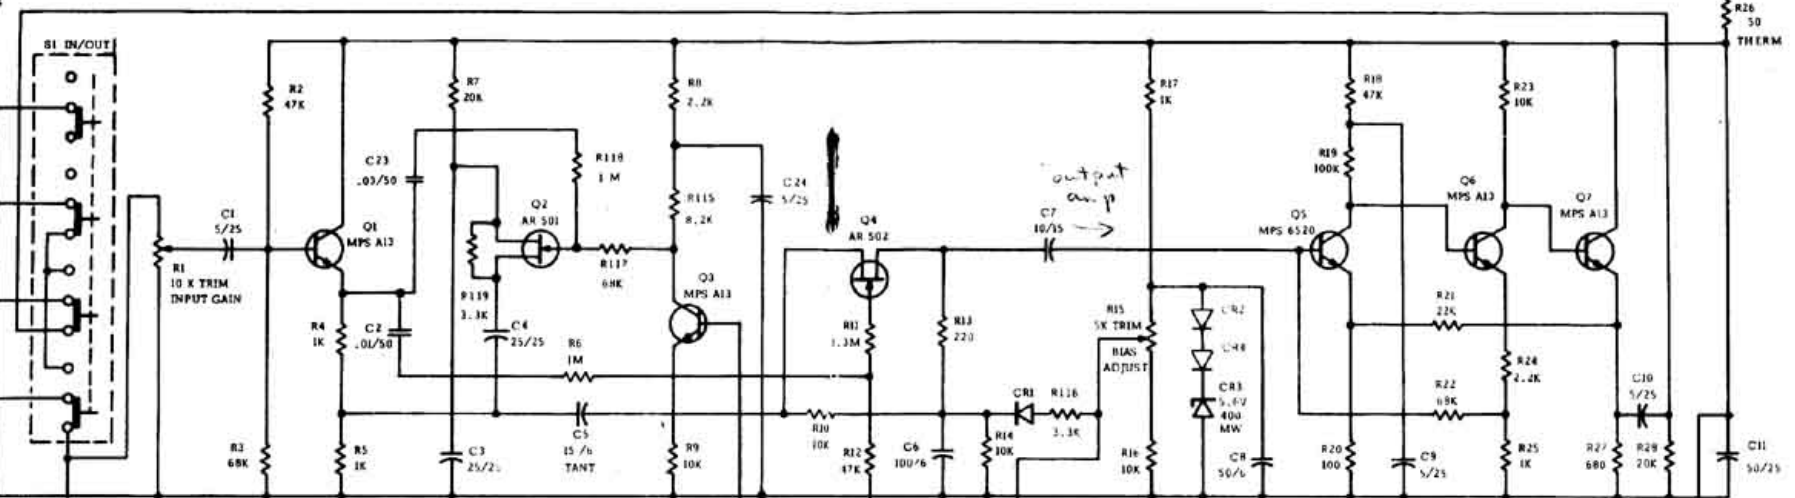 R26
50
THERM
S1 IN/OUT
R2
47K
R7
20K
R8
2.2K
R17
1K
R18
47K
R23
10K
C23
.05/50
R118
1 M
R115
8.2K
C24
5/25
output
amp
R19
100K
C1
5/25
Q1
MPS A13
Q2
AR 501
Q4
AR 502
C7
10/15
Q5
MPS 6520
Q6
MPS A13
Q7
MPS A13
R1
10 K TRIM
INPUT GAIN
R117
68K
Q3
MPS A13
R119
3.3K
R4
1K
C2
.01/50
C4
25/25
R6
1M
R11
1.3M
R13
220
R15
5K TRIM
BIAS
ADJUST
CR2
CR4
CR3
5.6V
400
MW
R21
22K
R24
2.2K
R22
68K
C10
5/25
CR1
R116
3.3K
R3
68K
R5
1K
C3
25/25
C5
15/6
TANT
R9
10K
R10
10K
R12
47K
C6
100/6
R14
10K
R16
10K
C8
50/6
R20
100
C9
5/25
R25
1K
R27
680
R28
20K
C11
50/25